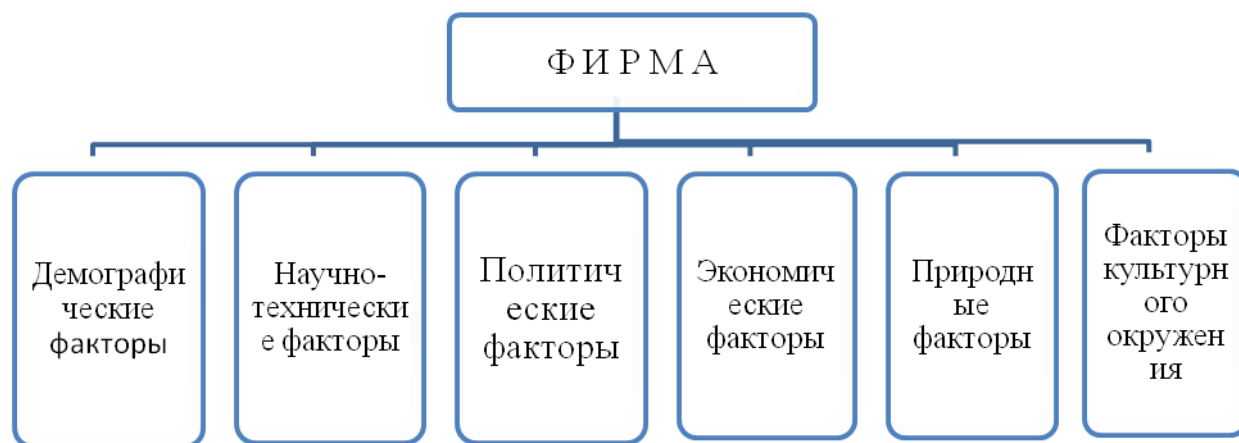 Ф И Р М А
Демографи
ческие
факторы
Научно-
технически
е факторы
Политич
еские
факторы
Экономич
еские
факторы
Природн
ые
факторы
Факторы
культурн
ого
окружен
ия